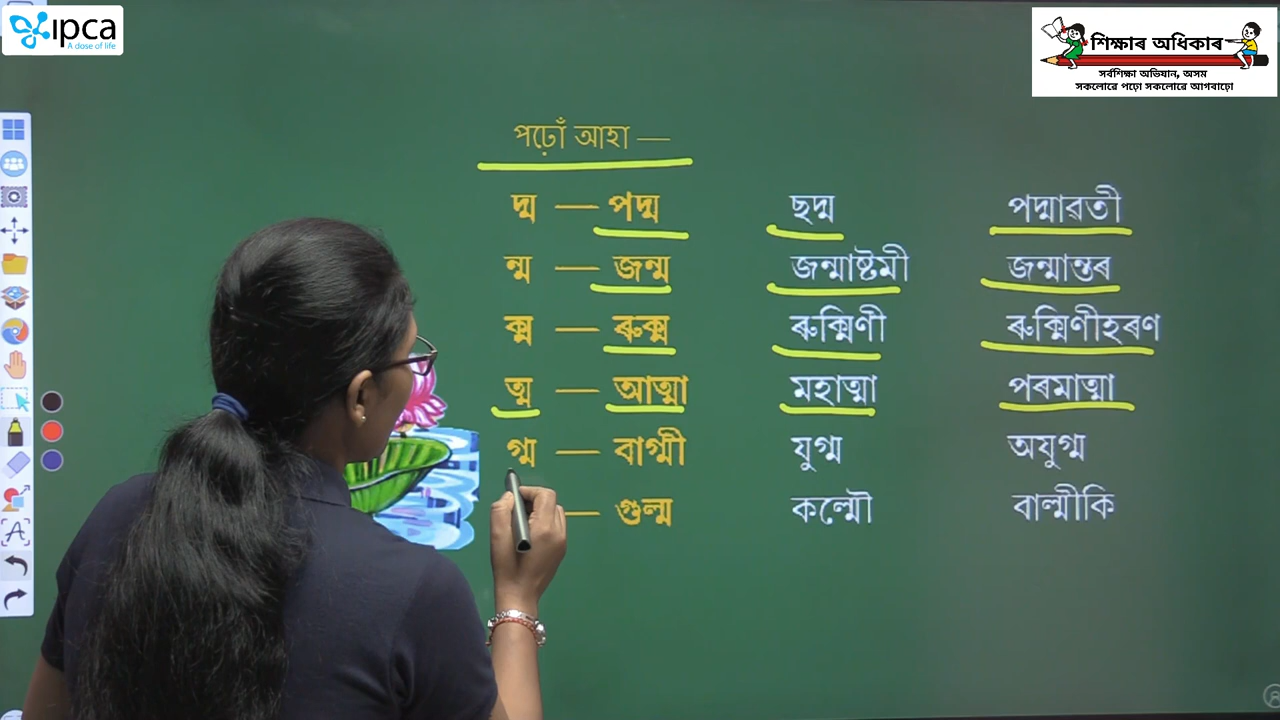 ipca
A dose of life
শিক্ষাৰ অধিকাৰ
সৰ্বশিক্ষা অভিযান, অসম
সকলোৱে পঢ়ো সকলোৱে আগবাঢ়ো
পঢ়োঁ আহা —
দ্ম — পদ্ম ছদ্ম পদ্মাৱতী
ন্ম — জন্ম জন্মাষ্টমী জন্মান্তৰ
ক্ম — ৰুক্ম ৰুক্মিণী ৰুক্মিণীহৰণ
ত্ম — আত্মা মহাত্মা পৰমাত্মা
গ্ম — বাগ্মী যুগ্ম অযুগ্ম
— গুল্ম কল্মৌ বাল্মীকি